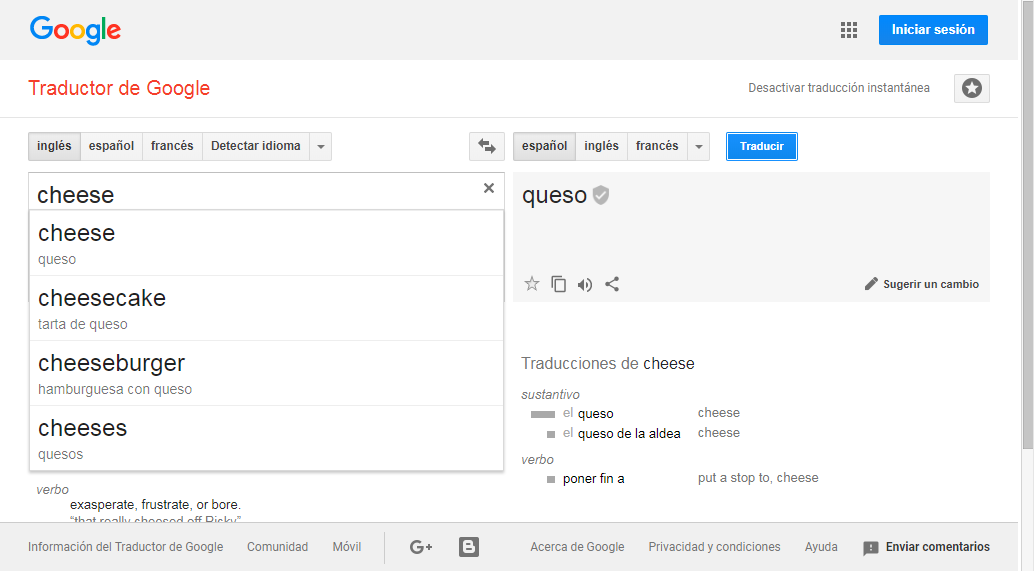 Google
Iniciar sesión
Traductor de Google
Desactivar traducción instantánea
inglés español francés Detectar idioma
español inglés francés Traducir
cheese
cheese
queso
cheesecake
tarta de queso
cheeseburger
hamburguesa con queso
cheeses
quesos
verbo
exasperate, frustrate, or bore.
“that really cheesed off Ricky”
queso
Sugerir un cambio
Traducciones de cheese
sustantivo
el queso cheese
el queso de la aldea cheese
verbo
poner fin a put a stop to, cheese
Información del Traductor de Google Comunidad Móvil G+ B Acerca de Google Privacidad y condiciones Ayuda Enviar comentarios